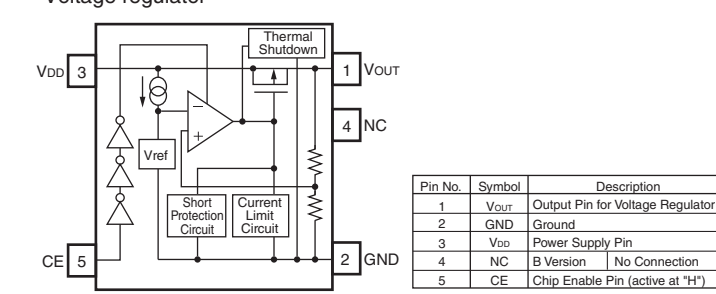 Voltage regulator
Thermal
Shutdown
VDD 3
1 VOUT
4 NC
−
+
Vref
Short
Protection
Circuit
Current
Limit
Circuit
CE 5
2 GND
Pin No. Symbol Description
1 VOUT Output Pin for Voltage Regulator
2 GND Ground
3 VDD Power Supply Pin
4 NC B Version No Connection
5 CE Chip Enable Pin (active at "H")